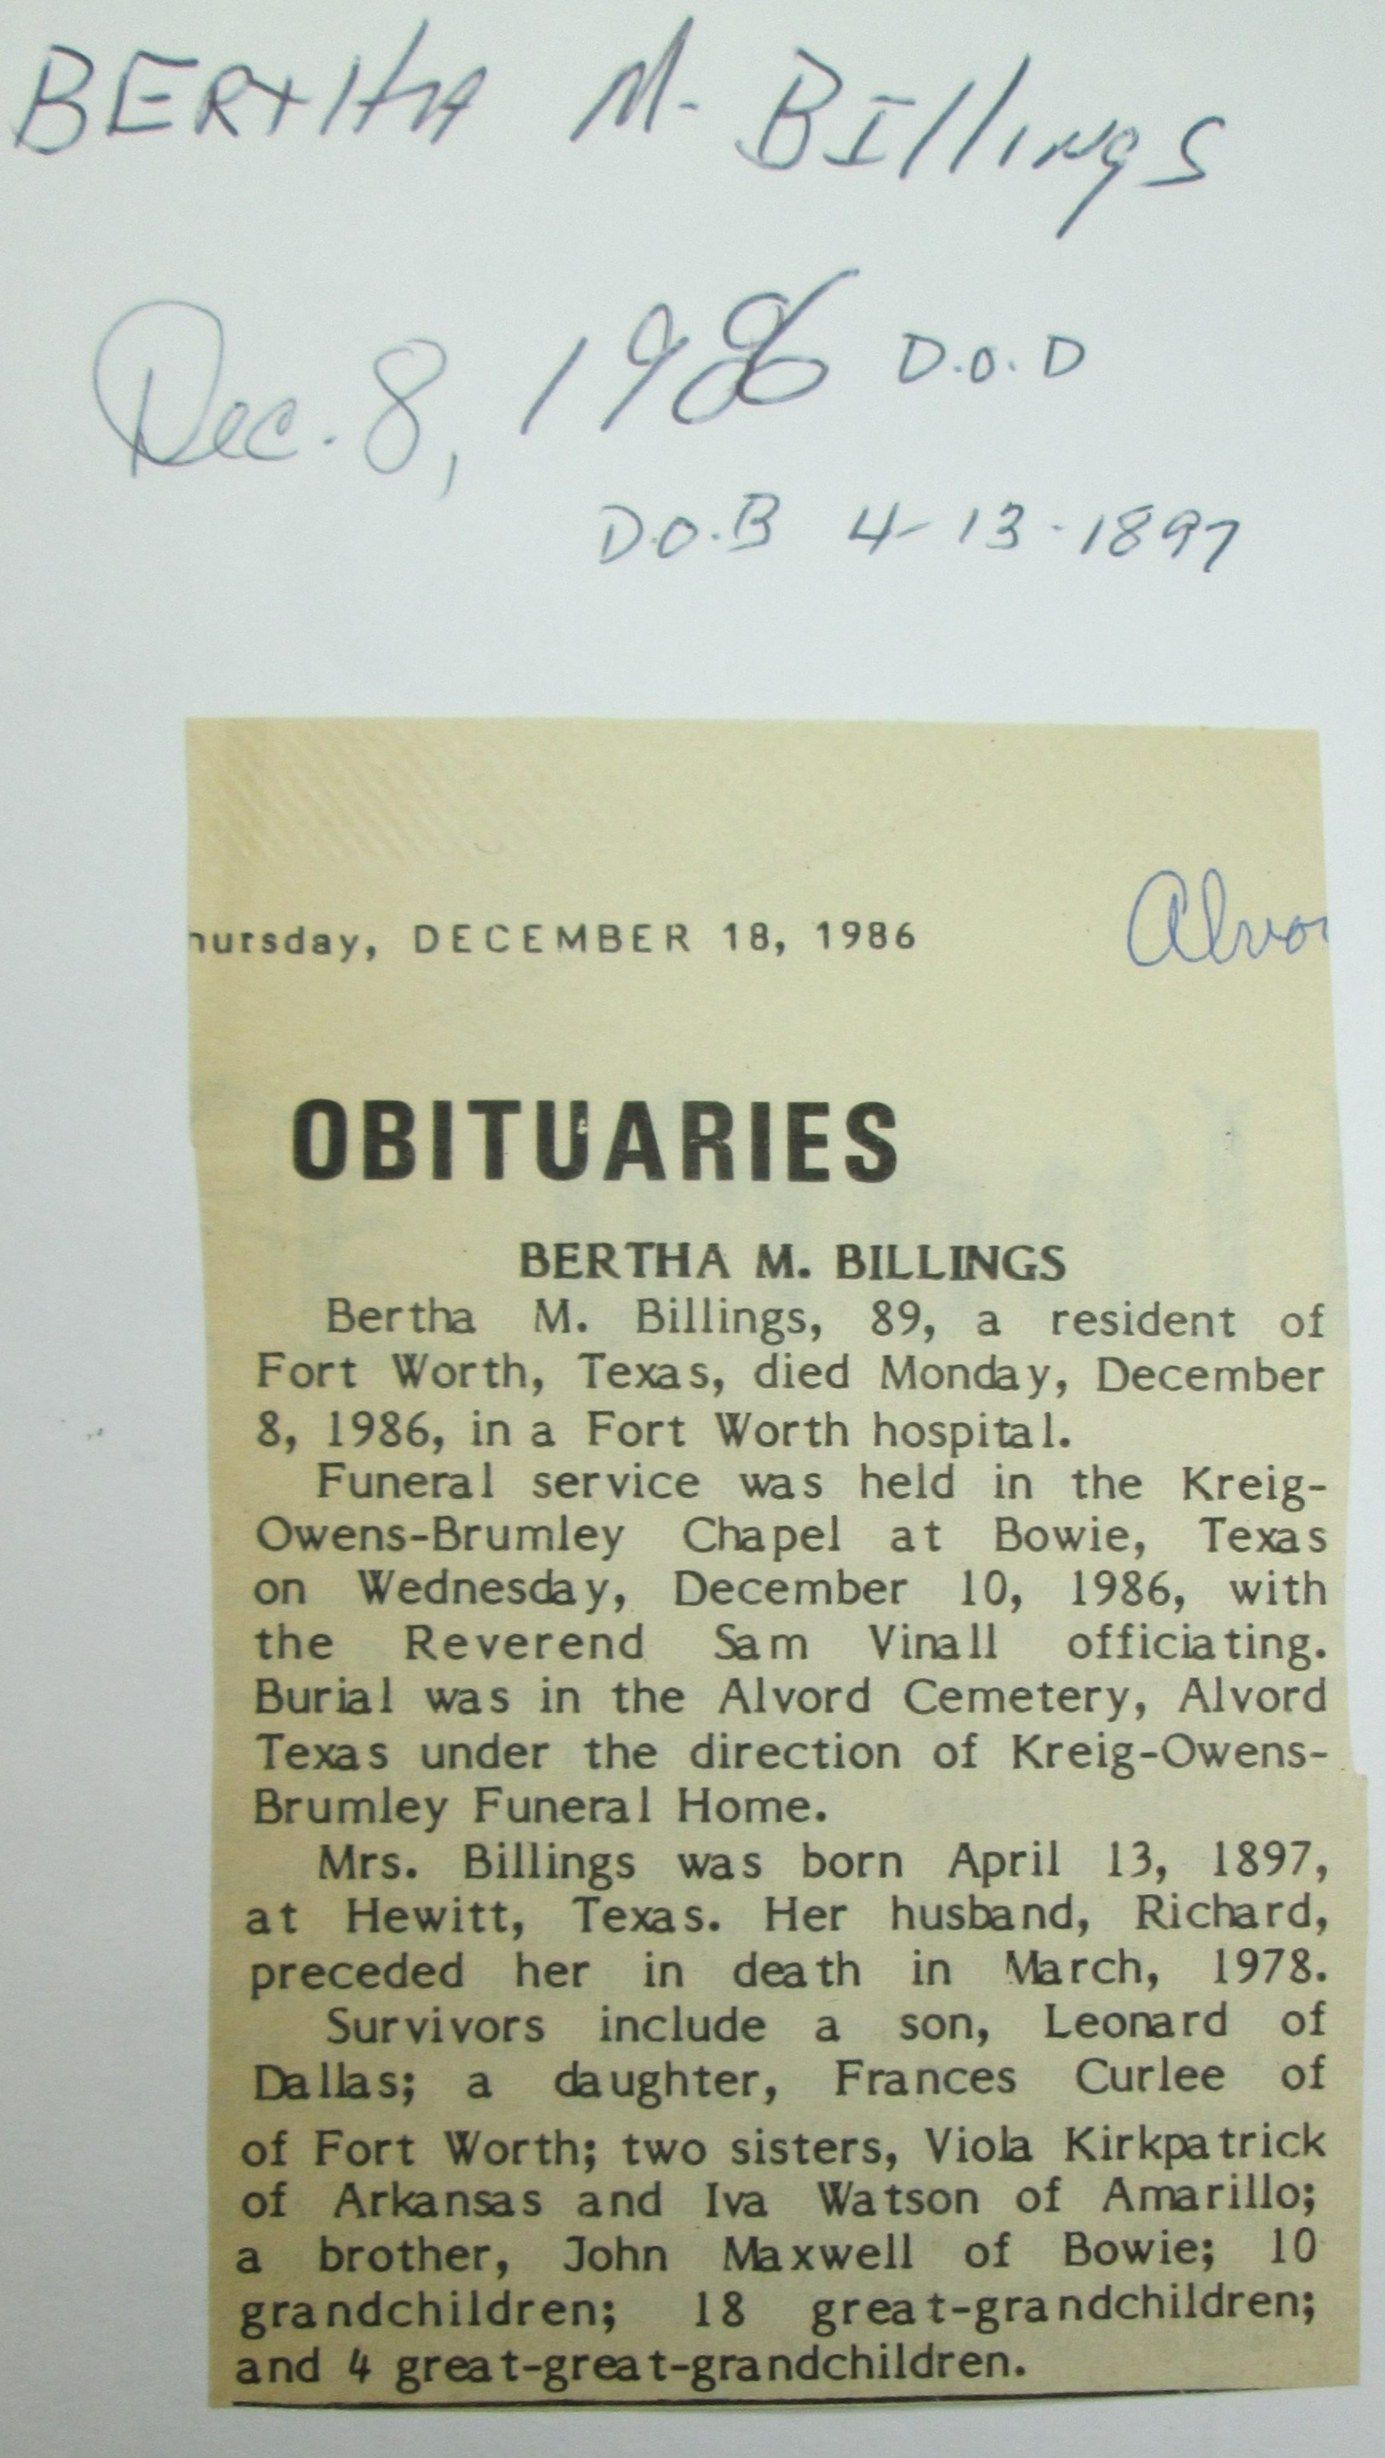 BERTHA M. BIllings
Dec. 8, 1986 D.O.D
D.O.B 4-13-1897
hursday, DECEMBER 18, 1986 Alvor
OBITUARIES
BERTHA M. BILLINGS
Bertha M. Billings, 89, a resident of
Fort Worth, Texas, died Monday, December
8, 1986, in a Fort Worth hospital.
Funeral service was held in the Kreig-
Owens-Brumley Chapel at Bowie, Texas
on Wednesday, December 10, 1986, with
the Reverend Sam Vinall officiating.
Burial was in the Alvord Cemetery, Alvord
Texas under the direction of Kreig-Owens-
Brumley Funeral Home.
Mrs. Billings was born April 13, 1897,
at Hewitt, Texas. Her husband, Richard,
preceded her in death in March, 1978.
Survivors include a son, Leonard of
Dallas; a daughter, Frances Curlee of
of Fort Worth; two sisters, Viola Kirkpatrick
of Arkansas and Iva Watson of Amarillo;
a brother, John Maxwell of Bowie; 10
grandchildren; 18 great-grandchildren;
and 4 great-great-grandchildren.